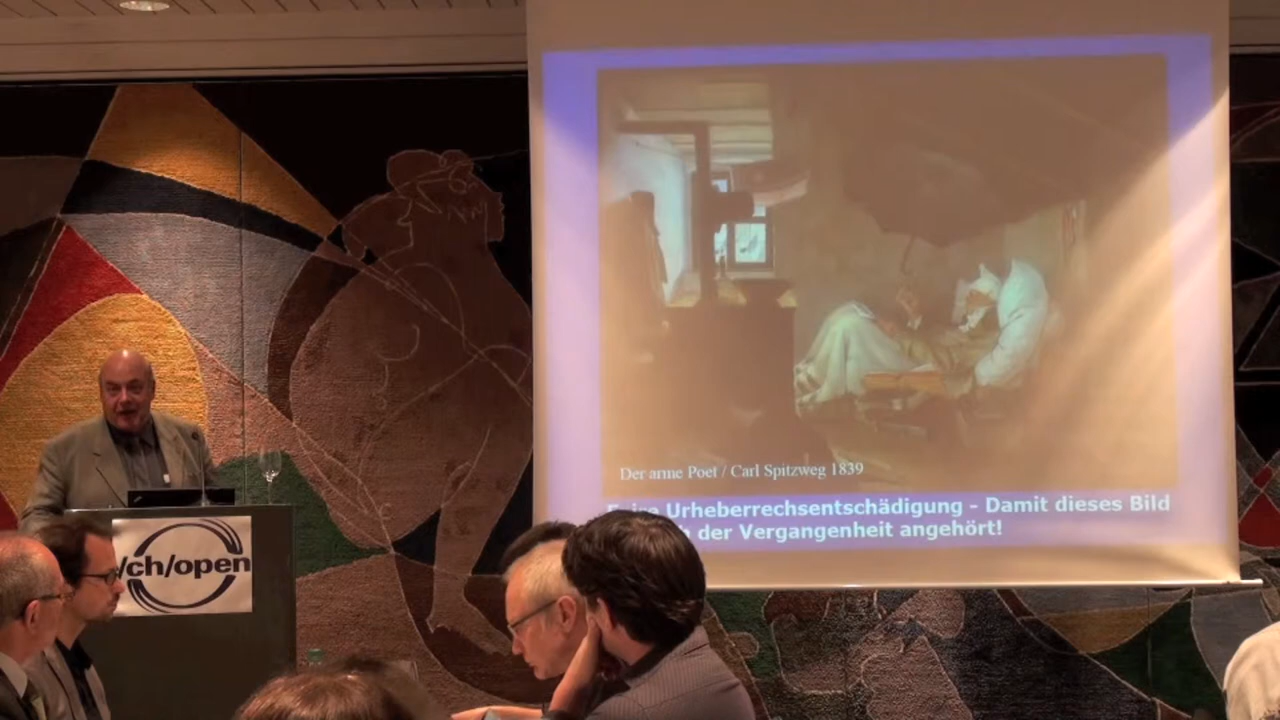 Der arme Poet / Carl Spitzweg 1839
Urheberrechsentschädigung - Damit dieses Bild
der Vergangenheit angehört!
/ch/open